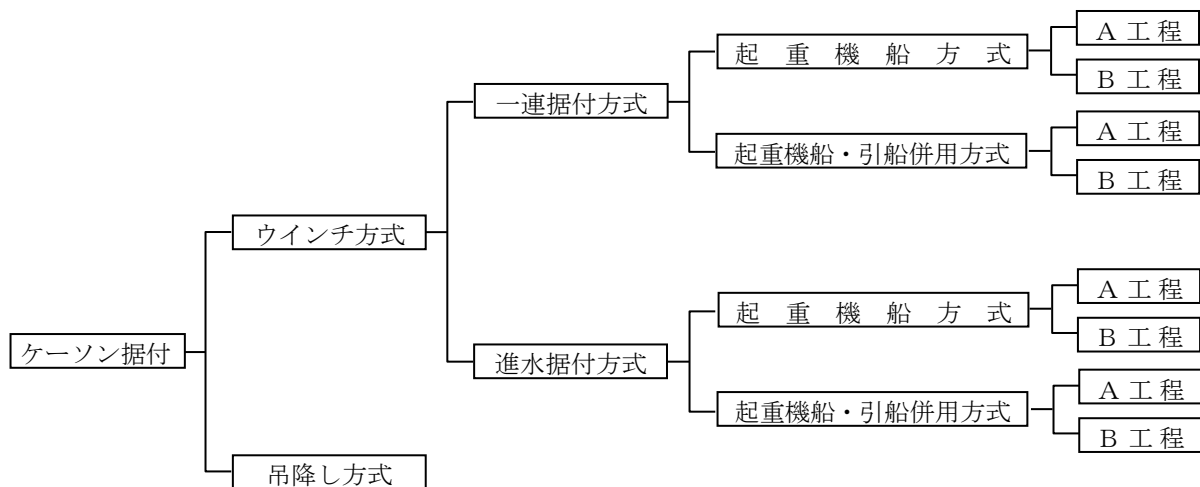 ケーソン据付
ウインチ方式
一連据付方式
起重機船方式
A工程
B工程
起重機船・引船併用方式
A工程
B工程
進水据付方式
起重機船方式
A工程
B工程
起重機船・引船併用方式
A工程
B工程
吊降し方式